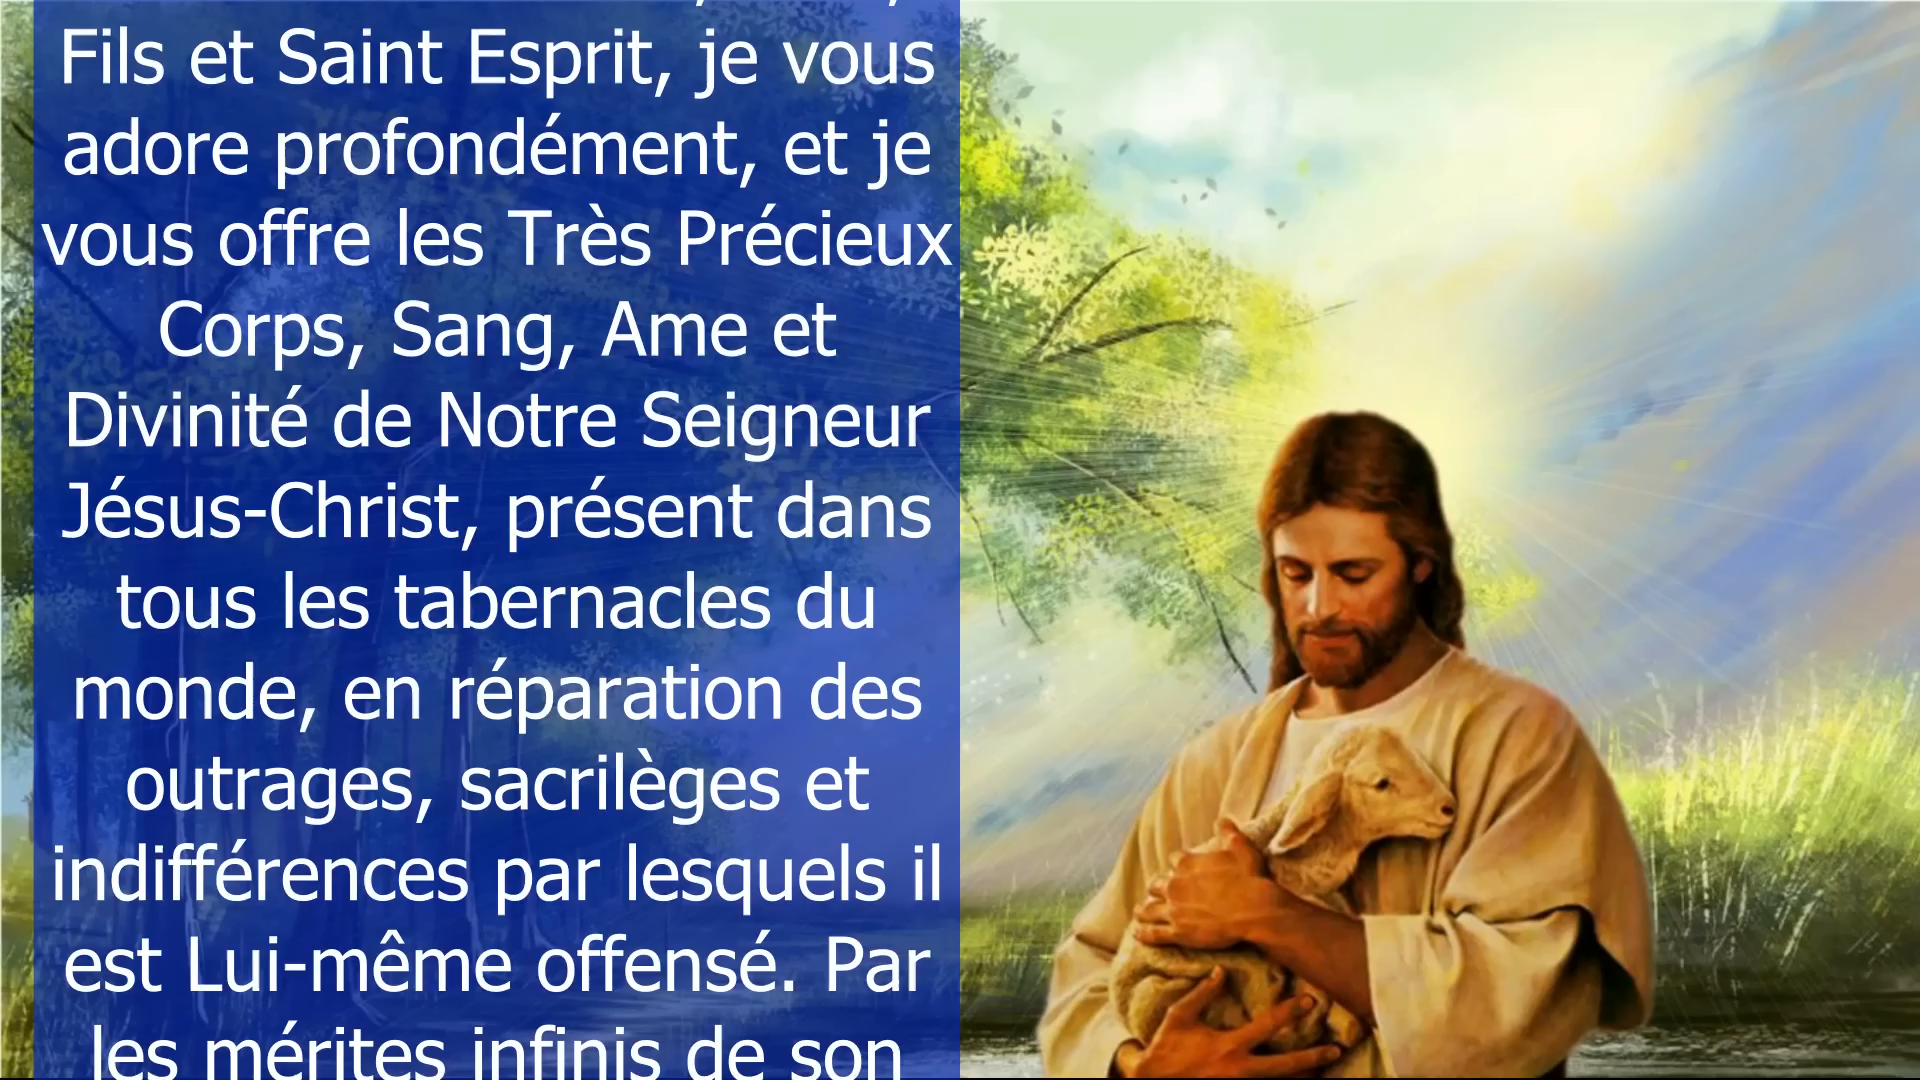 Fils et Saint Esprit, je vous
adore profondément, et je
vous offre les Très Précieux
Corps, Sang, Ame et
Divinité de Notre Seigneur
Jésus-Christ, présent dans
tous les tabernacles du
monde, en réparation des
outrages, sacrilèges et
indifférences par lesquels il
est Lui-même offensé. Par
les mérites infinis de son